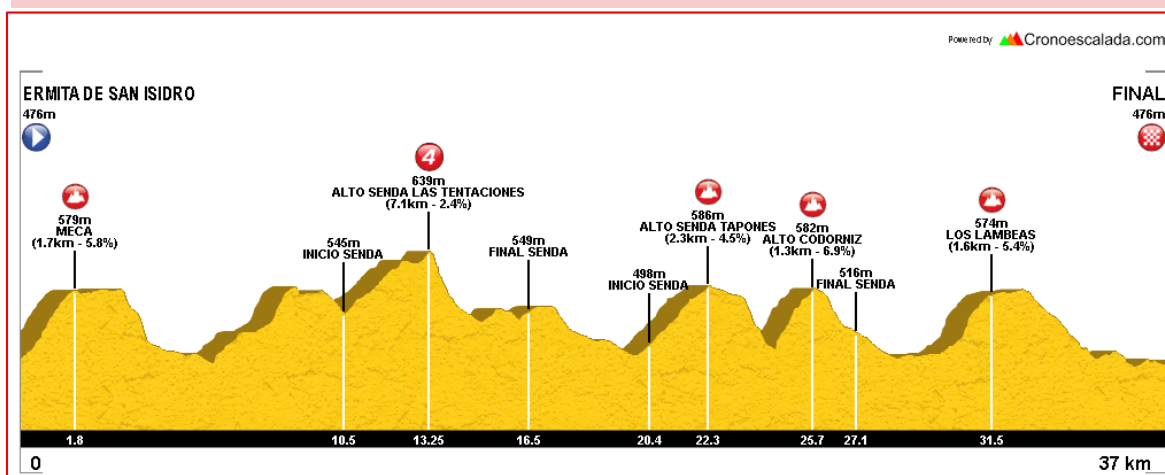 Powered by Cronoescalada.com
ERMITA DE SAN ISIDRO
476m
FINAL
476m
579m
MECA
(1.7km - 5.8%)
545m
INICIO SENDA
4
639m
ALTO SENDA LAS TENTACIONES
(7.1km - 2.4%)
549m
FINAL SENDA
498m
INICIO SENDA
586m
ALTO SENDA TAPONES
(2.3km - 4.5%)
582m
ALTO CODORNIZ
(1.3km - 6.9%)
516m
FINAL SENDA
574m
LOS LAMBEAS
(1.6km - 5.4%)
1.8 10.5 13.25 16.5 20.4 22.3 25.7 27.1 31.5
0 37 km